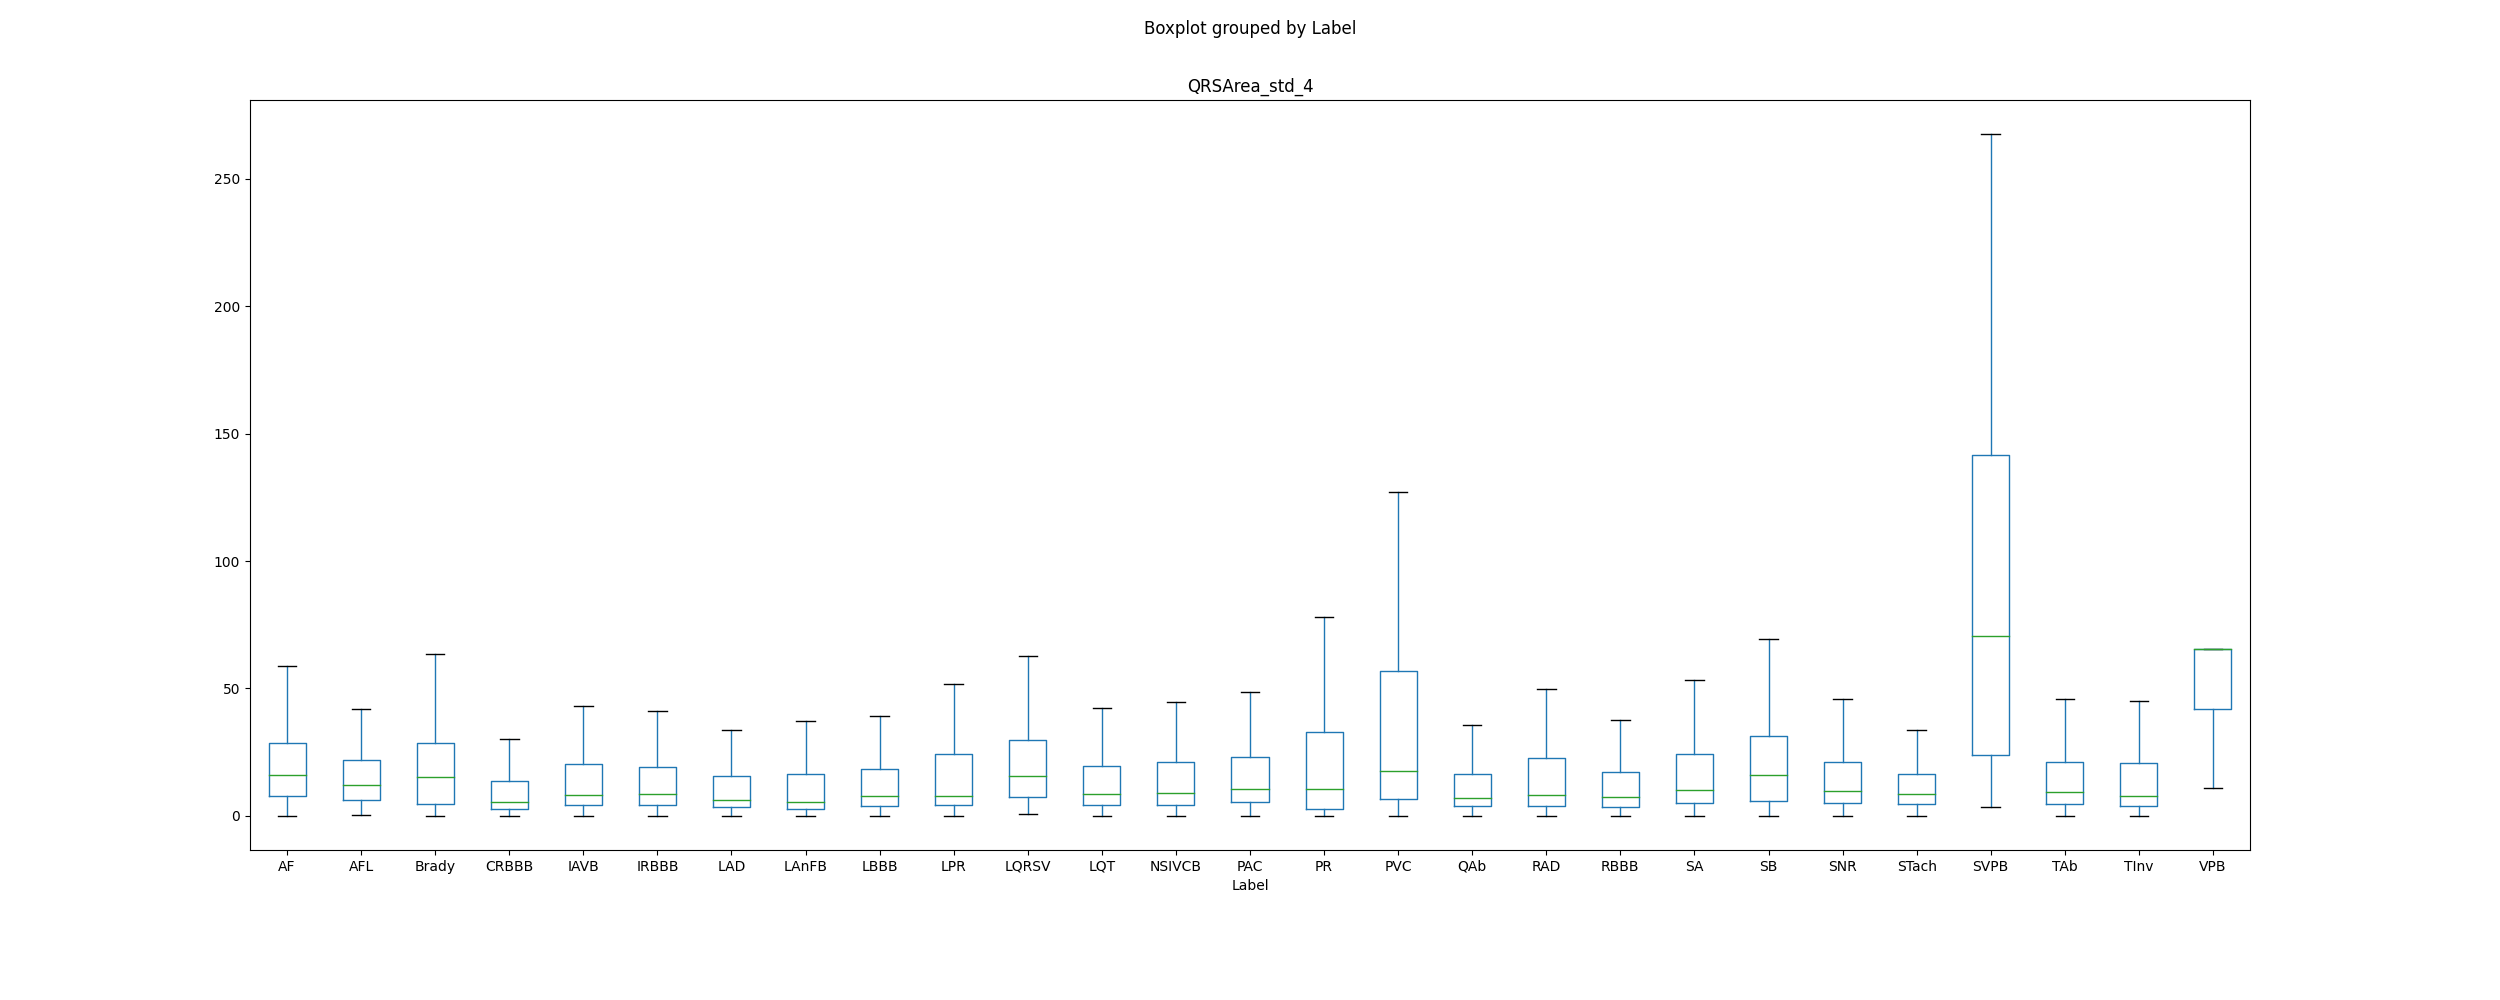 Boxplot grouped by Label
QRSArea_std_4
250
200
150
100
50
0
AF AFL Brady CRBBB IAVB IRBBB LAD LAnFB LBBB LPR LQRSV LQT NSIVCB PAC PR PVC QAb RAD RBBB SA SB SNR STach SVPB TAb TInv VPB
Label